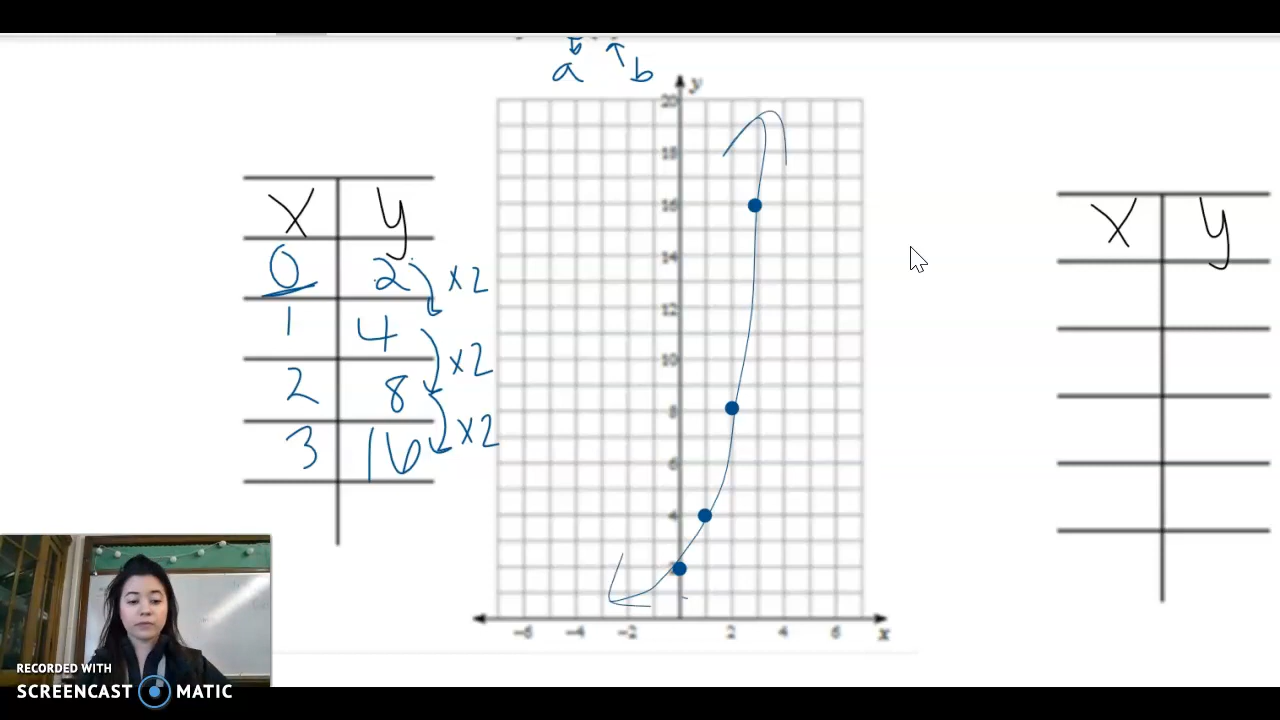 a b
y
20
18
16
14
12
10
8
6
4
2
-6 -4 -2 2 4 6 x
x y
0 2 x2
1 4 x2
2 8 x2
3 16
x y
RECORDED WITH
SCREENCAST MATIC